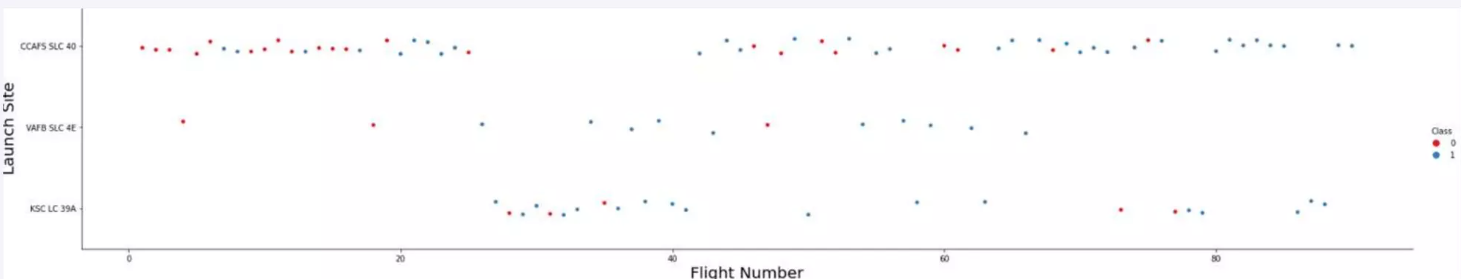 Launch Site
CCAFS SLC 40
VAFB SLC 4E
KSC LC 39A
0 20 40 60 80
Flight Number
Class
0
1